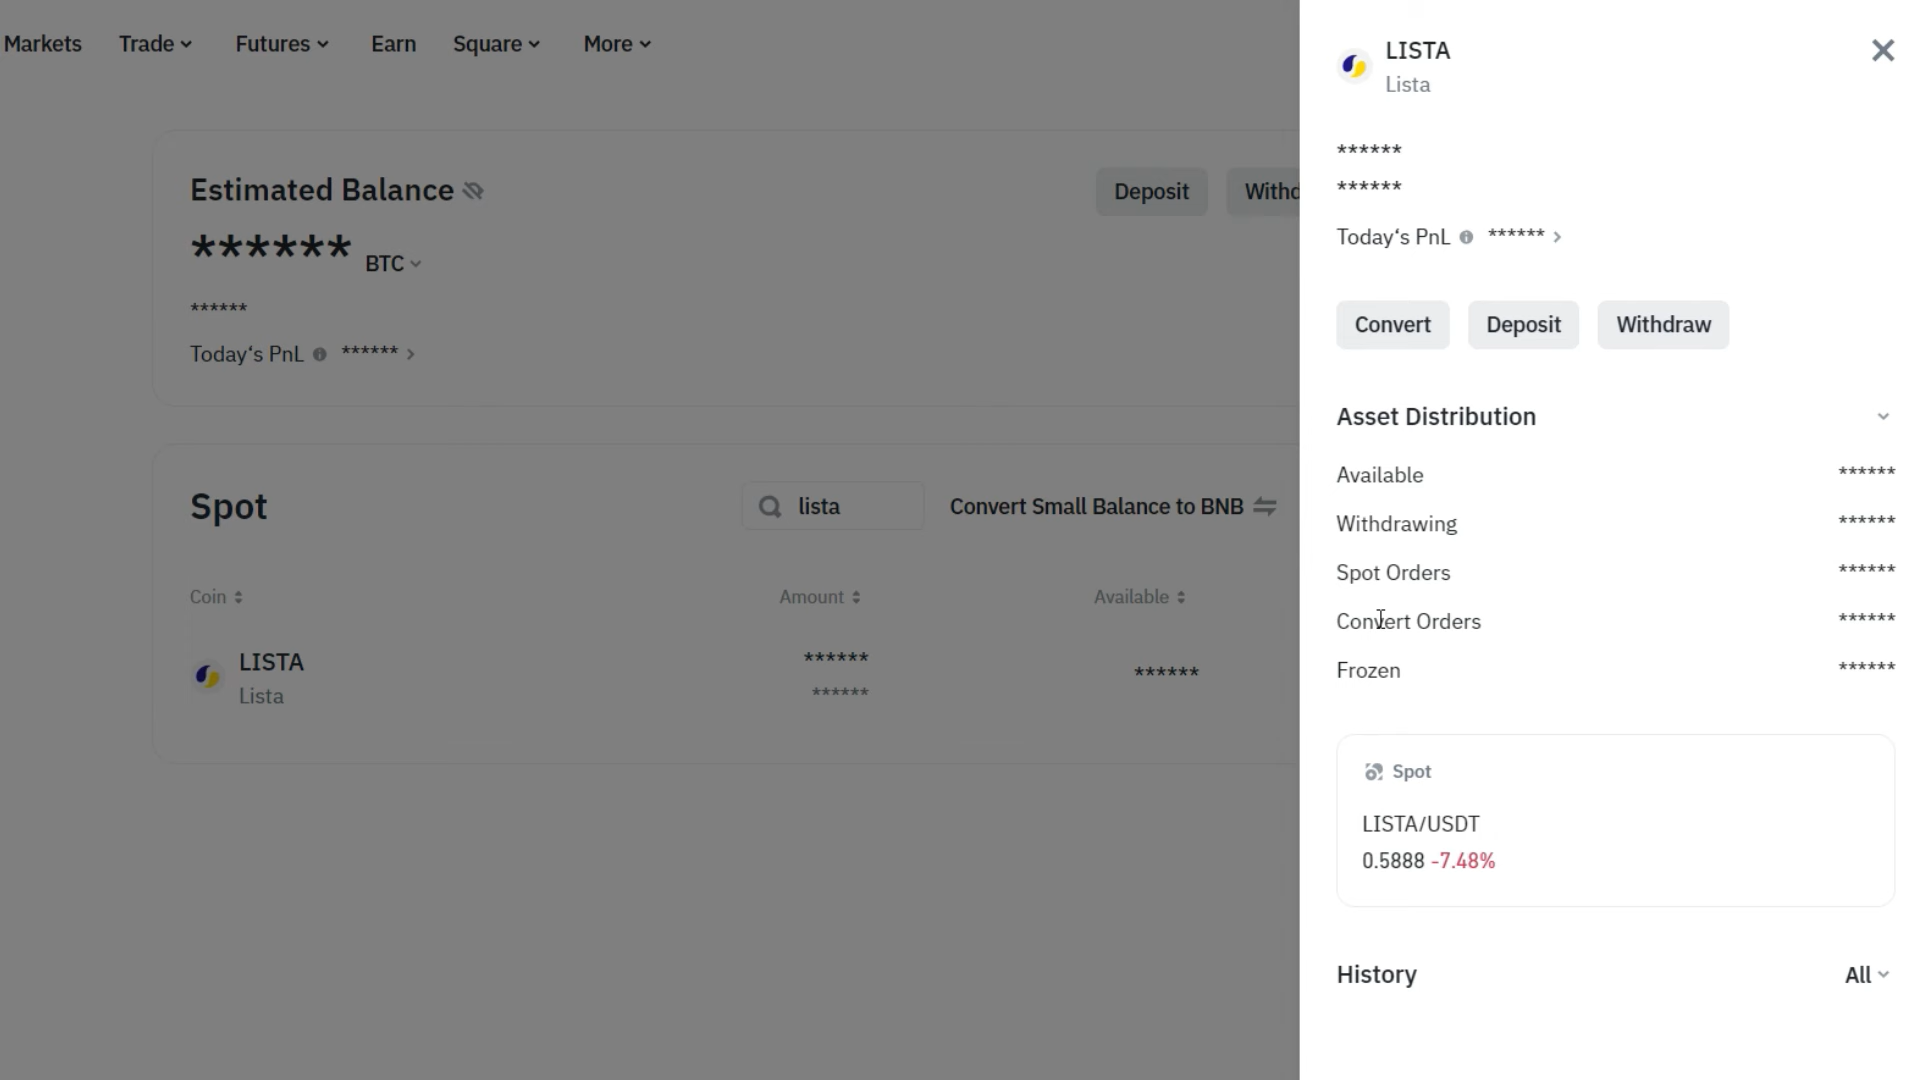 Markets Trade Futures Earn Square More
Estimated Balance
Deposit
Withd
****** BTC
******
Today‘s PnL ******
Spot
lista
Convert Small Balance to BNB
Coin Amount Available
LISTA
Lista
******
******
******
LISTA
Lista
******
******
Today‘s PnL ******
Convert Deposit Withdraw
Asset Distribution
Available ******
Withdrawing ******
Spot Orders ******
Convert Orders ******
Frozen ******
Spot
LISTA/USDT
0.5888 -7.48%
History All